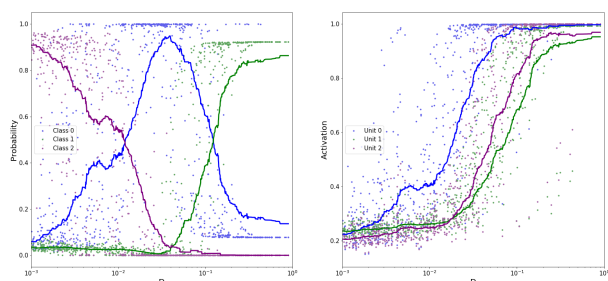 Probability
1.0
0.8
0.6
0.4
0.2
0.0
Class 0
Class 1
Class 2
10⁻³
10⁻²
10⁻¹
10⁰
Activation
1.0
0.8
0.6
0.4
0.2
Unit 0
Unit 1
Unit 2
10⁻³
10⁻²
10⁻¹
10⁰